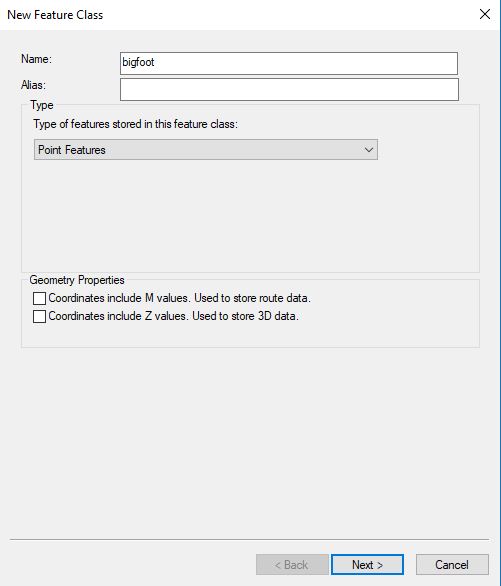 New Feature Class
Name: bigfoot
Alias:
Type
Type of features stored in this feature class:
Point Features
Geometry Properties
Coordinates include M values. Used to store route data.
Coordinates include Z values. Used to store 3D data.
< Back Next > Cancel